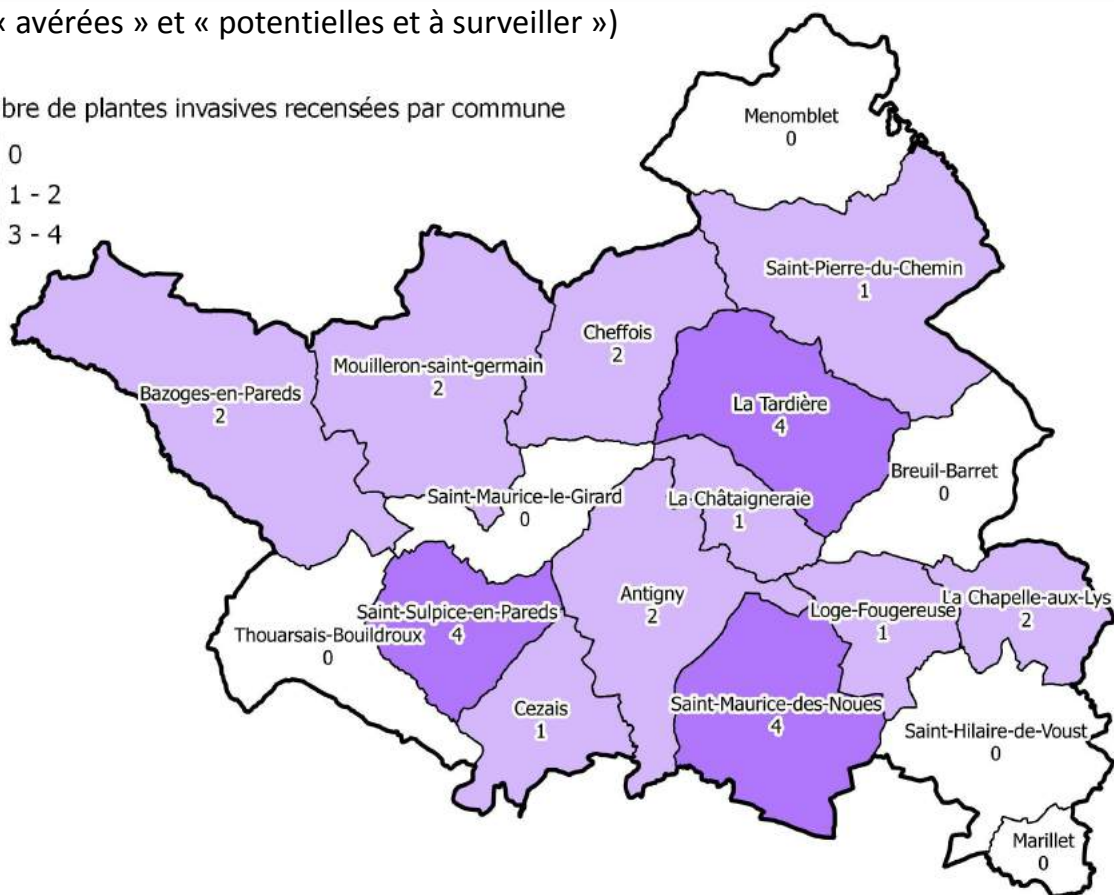 « avérées » et « potentielles et à surveiller »)
bre de plantes invasives recensées par commune
0
1 - 2
3 - 4
Menomblet
0
Saint-Pierre-du-Chemin
1
Cheffois
2
Mouilleron-saint-germain
2
Bazoges-en-Pareds
2
La Tardière
4
Breuil-Barret
0
Saint-Maurice-le-Girard
0
La Châtaigneraie
1
Antigny
2
Saint-Sulpice-en-Pareds
4
Thouarsais-Bouildroux
0
Loge-Fougereuse
1
La Chapelle-aux-Lys
2
Cezais
1
Saint-Maurice-des-Noues
4
Saint-Hilaire-de-Voust
0
Marillet
0